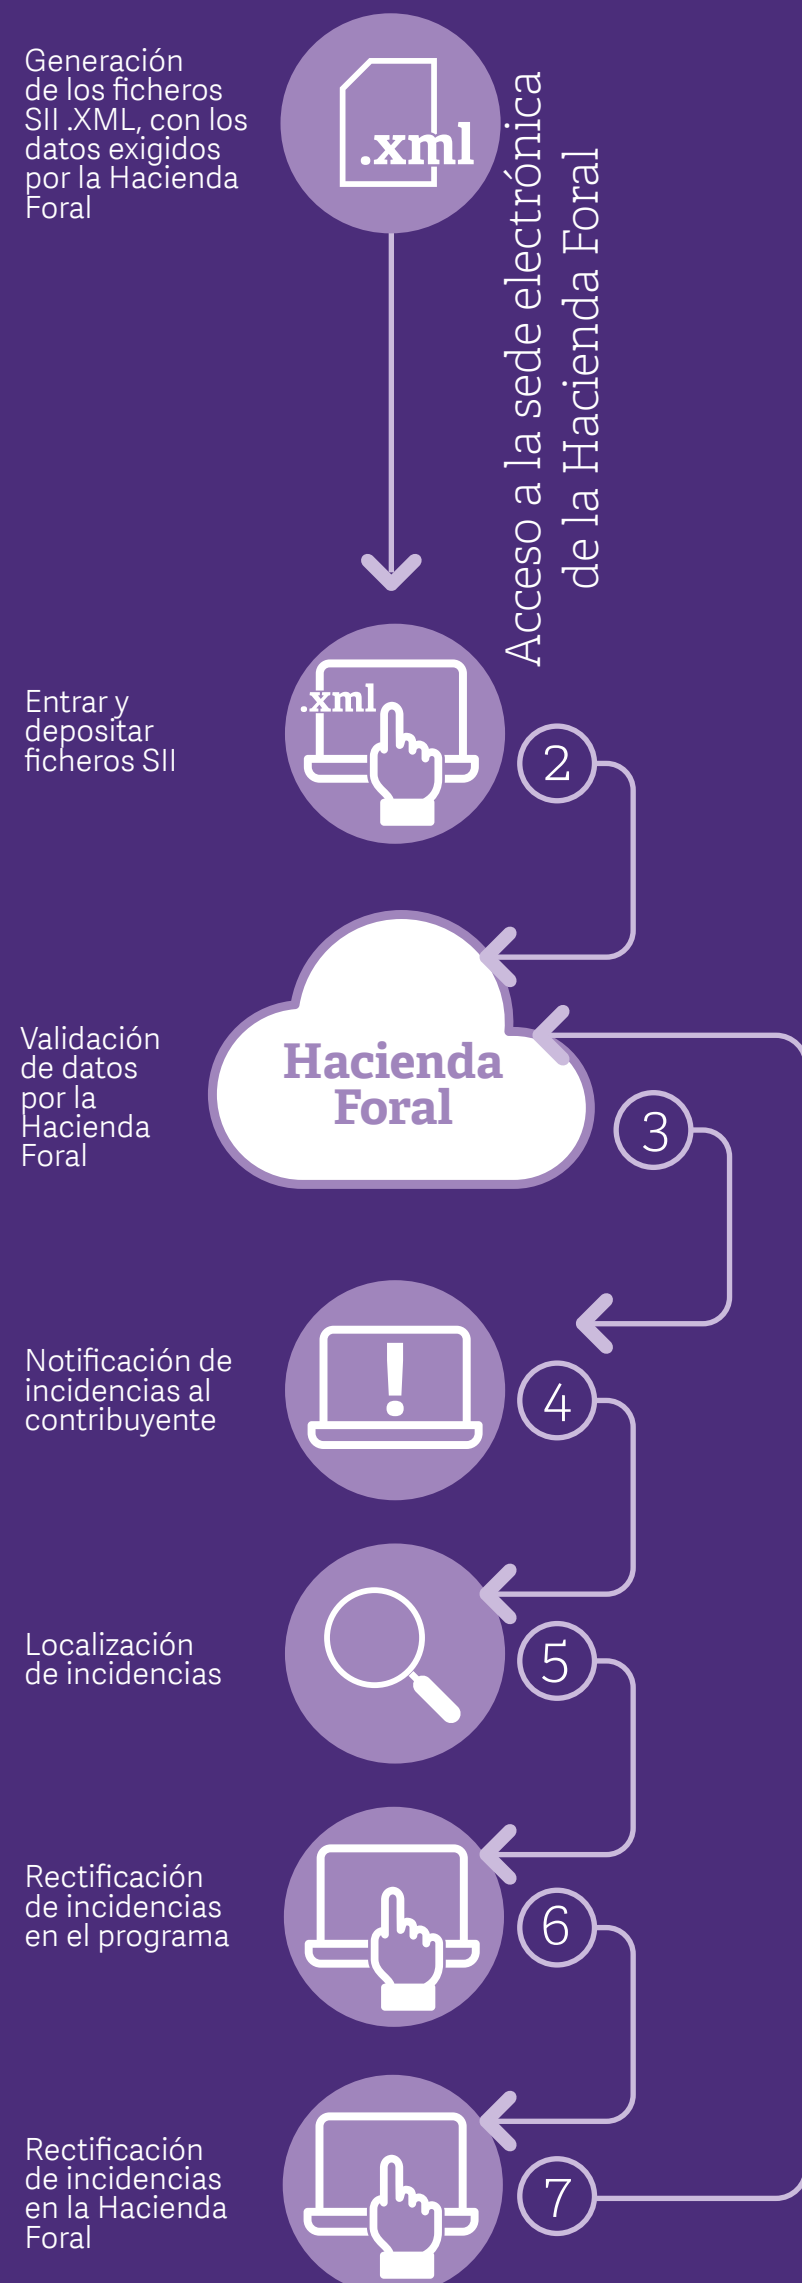 Generación
de los ficheros
SII .XML, con los
datos exigidos
por la Hacienda
Foral
.xml
Acceso a la sede electrónica
de la Hacienda Foral
Entrar y
depositar
ficheros SII
.xml
2
Validación
de datos
por la
Hacienda
Foral
Hacienda
Foral
3
Notificación de
incidencias al
contribuyente
!
4
Localización
de incidencias
5
Rectificación
de incidencias
en el programa
6
Rectificación
de incidencias
en la Hacienda
Foral
7